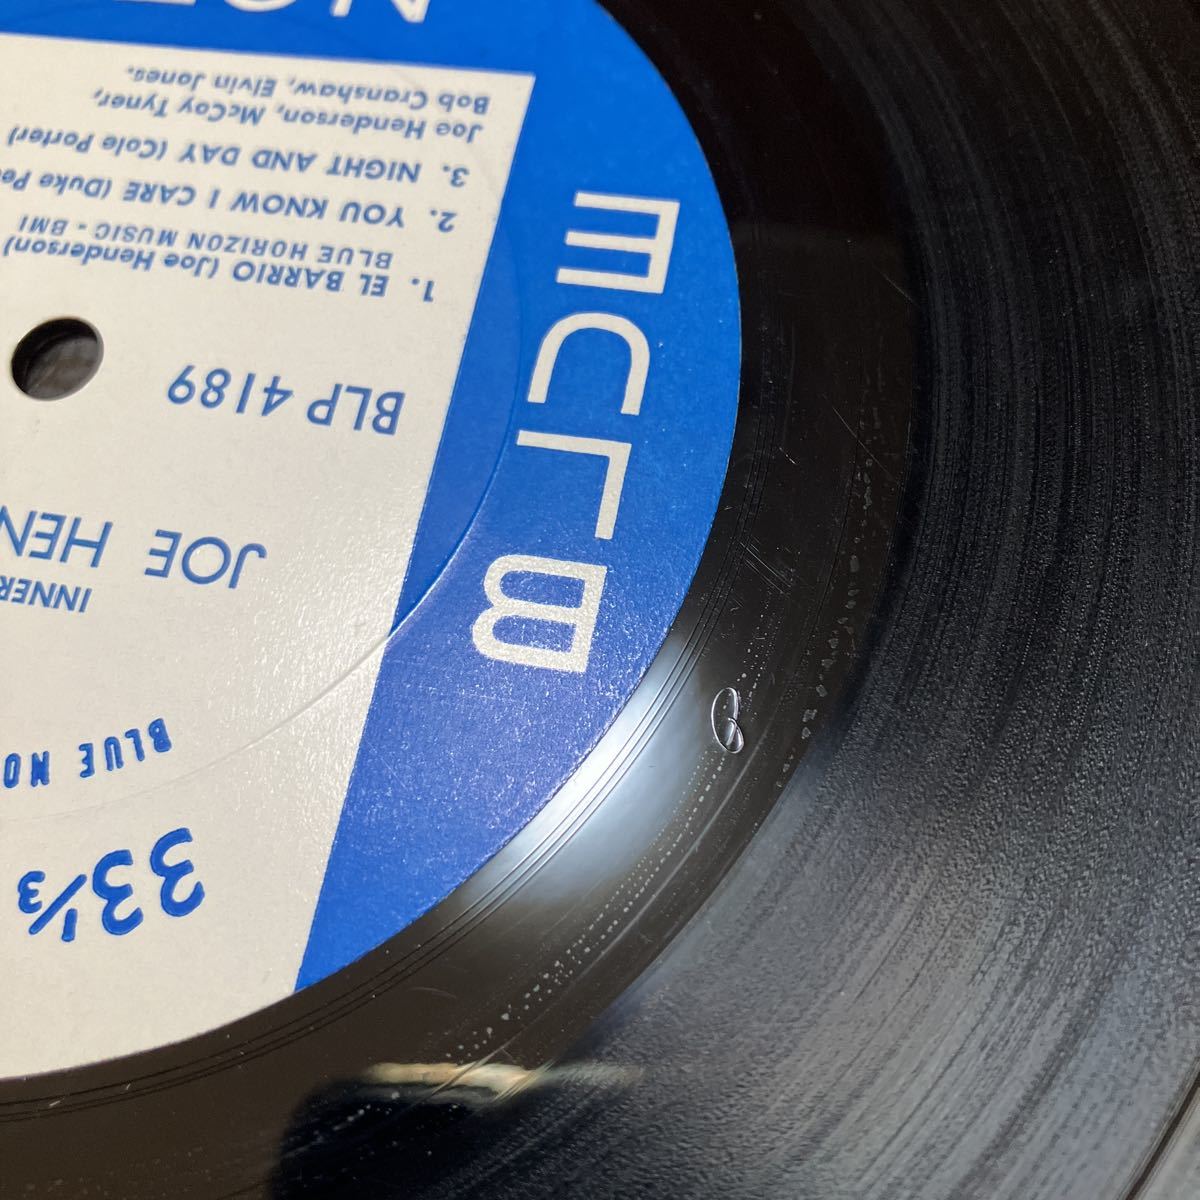 33⅓
BLUE NO
INNER
JOE HEN
BLP 4189
1. EL BARRIO (Joe Henderson)
BLUE HORIZON MUSIC - BMI
2. YOU KNOW I CARE (Duke Pe
3. NIGHT AND DAY (Cole Porter)
Joe Henderson, McCoy Tyner,
Bob Cranshaw, Elvin Jones.
BLUE